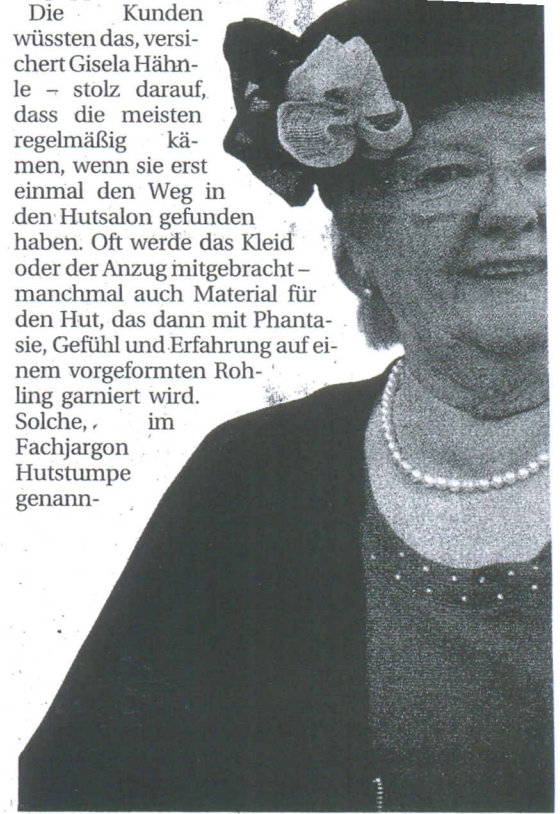 Die Kunden
wüssten das, versi-
chert Gisela Hähn-
le – stolz darauf,
dass die meisten
regelmäßig kä-
men, wenn sie erst
einmal den Weg in
den Hutsalon gefunden
haben. Oft werde das Kleid
oder der Anzug mitgebracht –
manchmal auch Material für
den Hut, das dann mit Phanta-
sie, Gefühl und Erfahrung auf ei-
nem vorgeformten Roh-
ling garniert wird.
Solche, im
Fachjargon
Hutstumpe
genann-